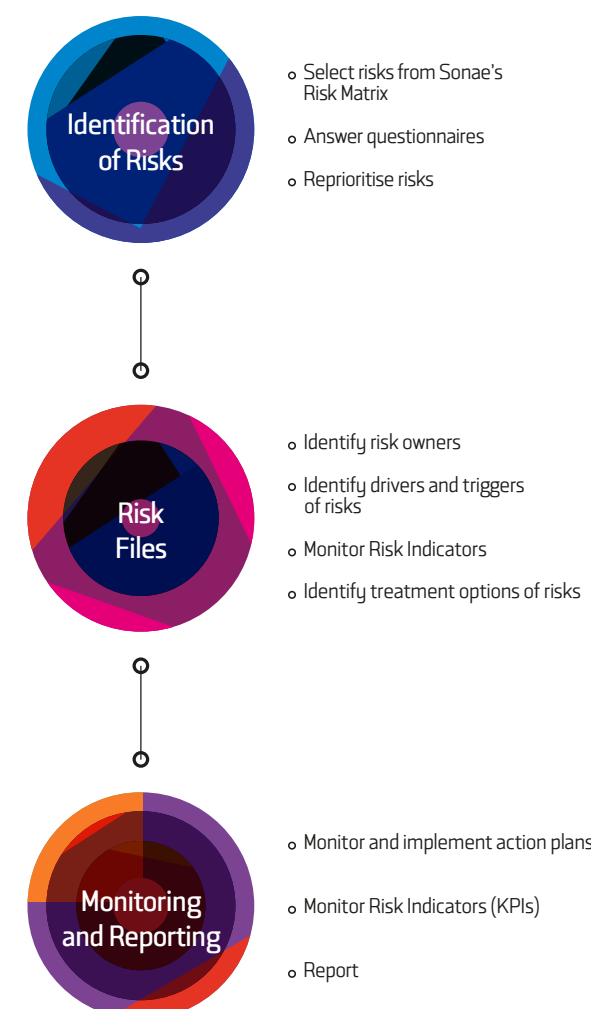 Identification
of Risks
Select risks from Sonae's
Risk Matrix
Answer questionnaires
Reprioritise risks
Risk
Files
Identify risk owners
Identify drivers and triggers
of risks
Monitor Risk Indicators
Identify treatment options of risks
Monitoring
and Reporting
Monitor and implement action plans
Monitor Risk Indicators (KPIs)
Report